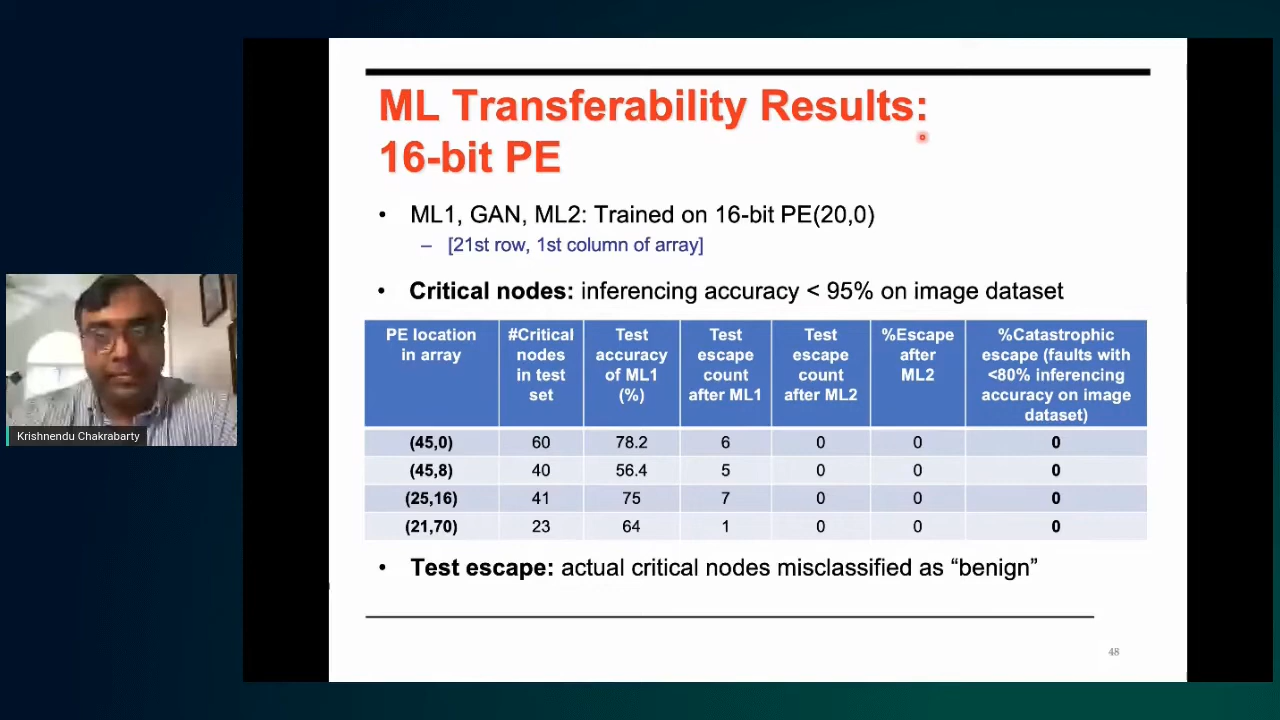 ML Transferability Results:
16-bit PE
• ML1, GAN, ML2: Trained on 16-bit PE(20,0)
– [21st row, 1st column of array]
• Critical nodes: inferencing accuracy < 95% on image dataset
PE location in array #Critical nodes in test set Test accuracy of ML1 (%) Test escape count after ML1 Test escape count after ML2 %Escape after ML2 %Catastrophic escape (faults with <80% inferencing accuracy on image dataset)
(45,0) 60 78.2 6 0 0 0
(45,8) 40 56.4 5 0 0 0
(25,16) 41 75 7 0 0 0
(21,70) 23 64 1 0 0 0
• Test escape: actual critical nodes misclassified as “benign”
48
Krishnendu Chakrabarty